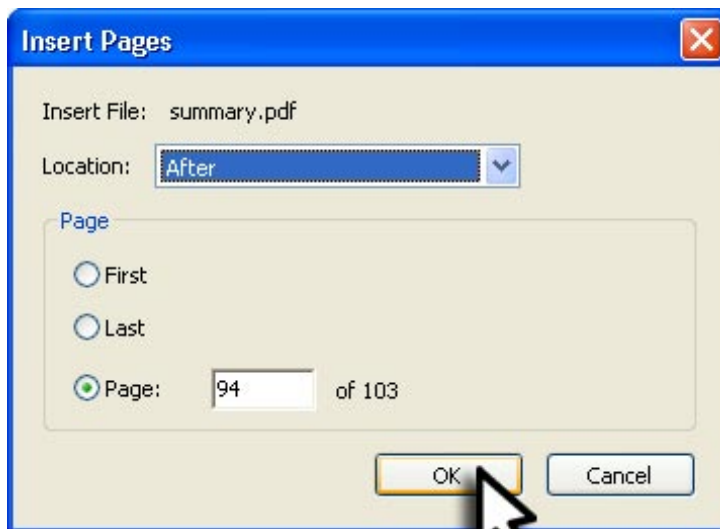 Insert Pages
Insert File: summary.pdf
Location: After
Page
First
Last
Page: 94 of 103
OK Cancel